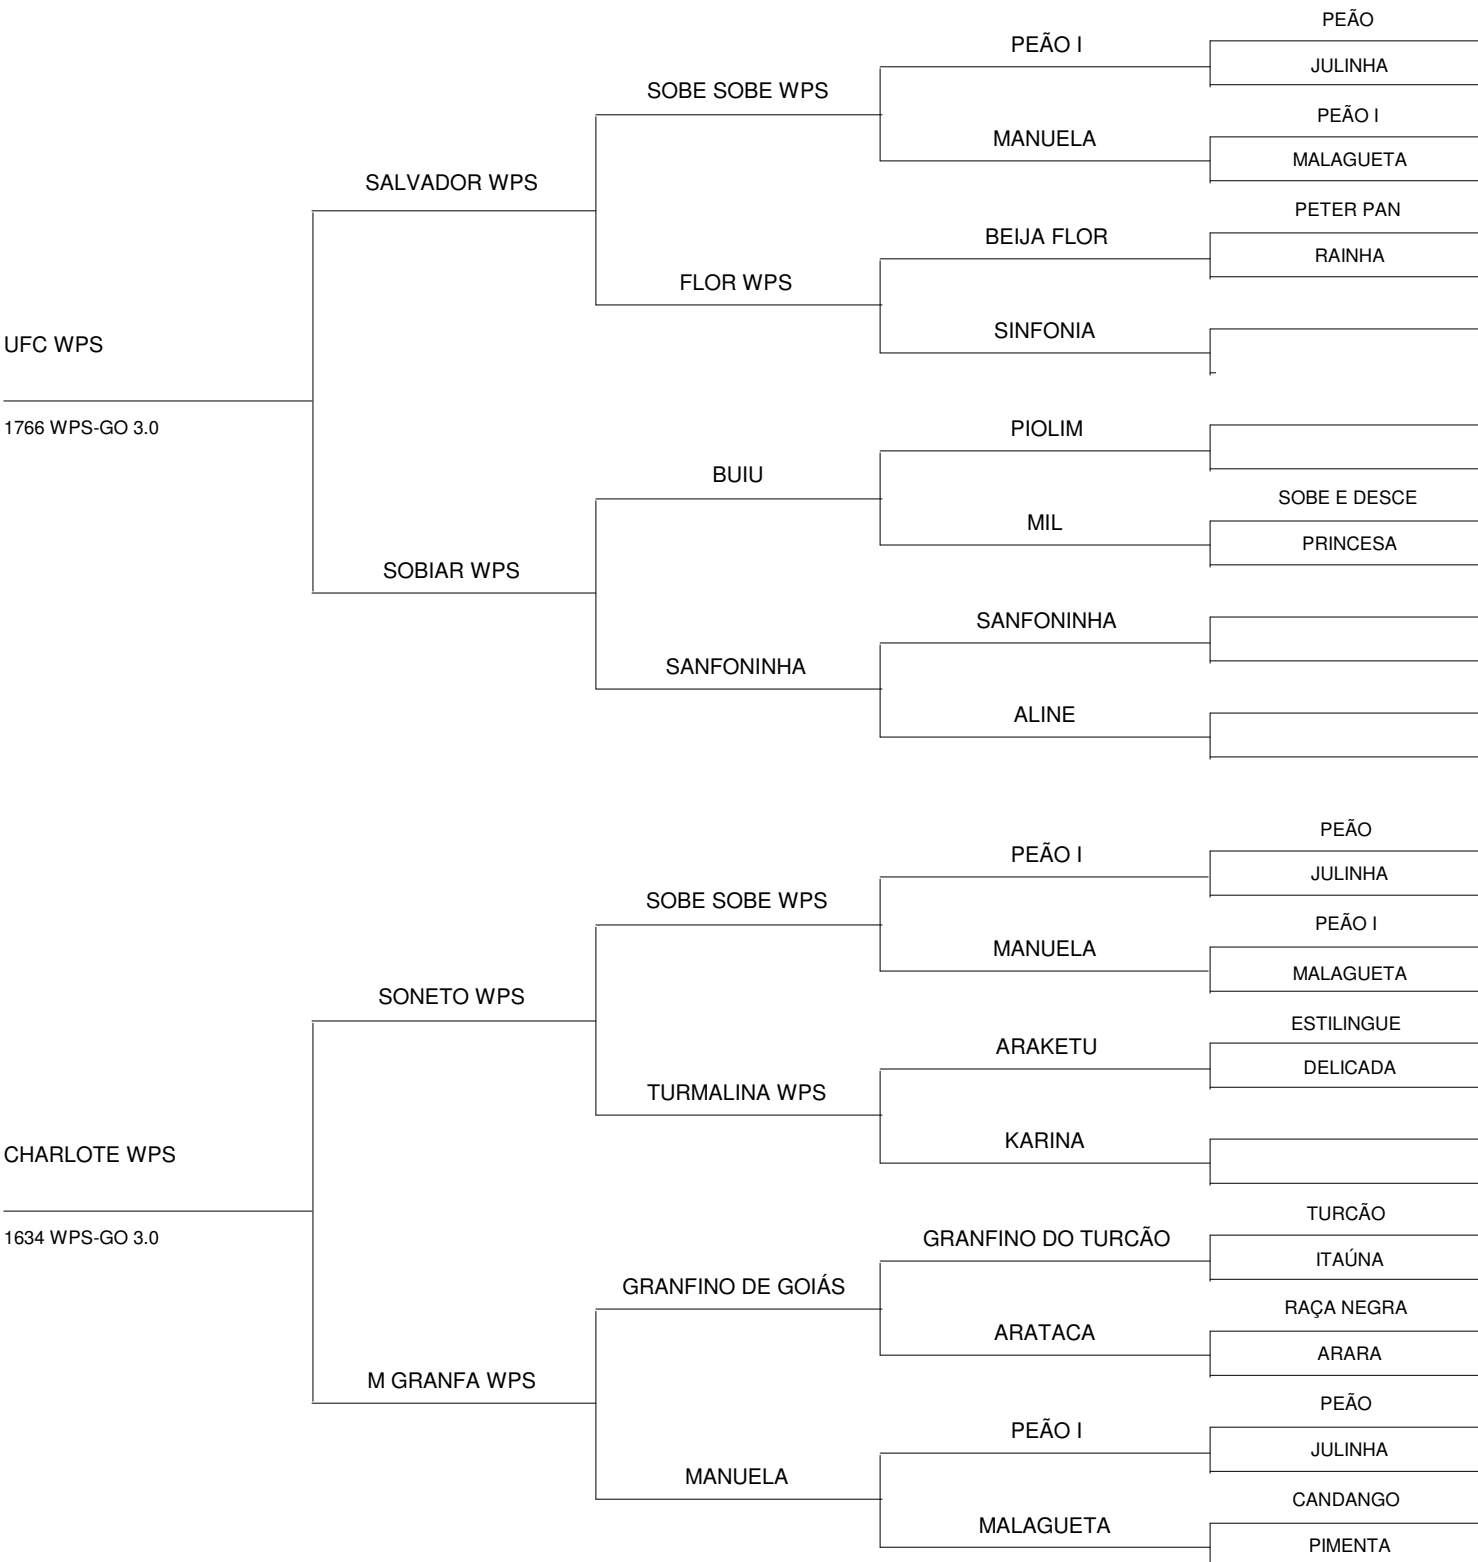 PEÃO
PEÃO I
JULINHA
SOBE SOBE WPS
PEÃO I
MANUELA
MALAGUETA
SALVADOR WPS
PETER PAN
BEIJA FLOR
RAINHA
FLOR WPS
SINFONIA
UFC WPS
1766 WPS-GO 3.0
PIOLIM
BUIU
SOBE E DESCE
MIL
PRINCESA
SOBIAR WPS
SANFONINHA
SANFONINHA
ALINE
PEÃO
PEÃO I
JULINHA
SOBE SOBE WPS
PEÃO I
MANUELA
MALAGUETA
SONETO WPS
ESTILINGUE
ARAKETU
DELICADA
TURMALINA WPS
KARINA
CHARLOTE WPS
TURCÃO
1634 WPS-GO 3.0
GRANFINO DO TURCÃO
ITAÚNA
GRANFINO DE GOIÁS
RAÇA NEGRA
ARATACA
ARARA
M GRANFA WPS
PEÃO
PEÃO I
JULINHA
MANUELA
CANDANGO
MALAGUETA
PIMENTA